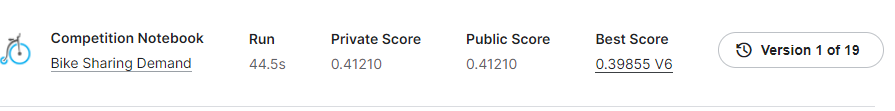 Competition Notebook Run Private Score Public Score Best Score Version 1 of 19
Bike Sharing Demand 44.5s 0.41210 0.41210 0.39855 V6